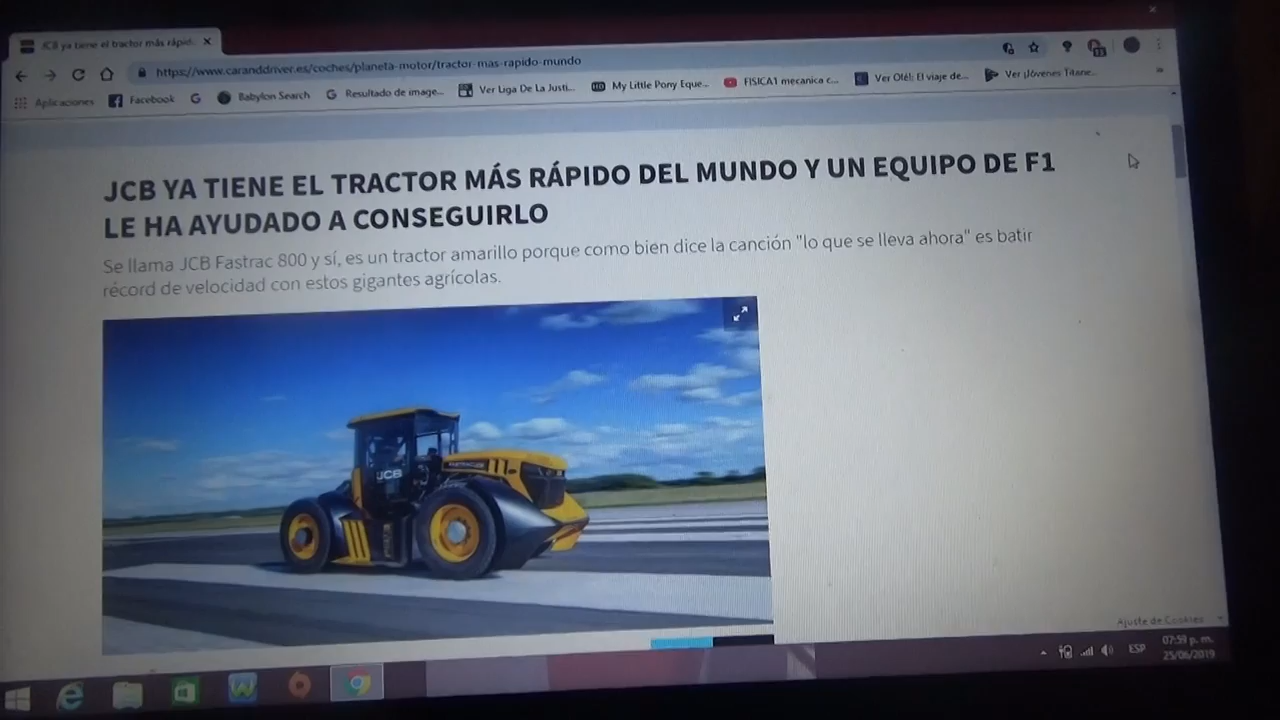 JCB ya tiene el tractor más rápid
https://www.caranddriver.es/coches/planeta-motor/tractor-mas-rapido-mundo
Aplicaciones Facebook Babylon Search Resultado de image... Ver Liga De La Justi... My Little Pony Eque... FISICA1 mecanica c... Ver Olé!: El viaje de... Ver ¡Jóvenes Titane...
JCB YA TIENE EL TRACTOR MÁS RÁPIDO DEL MUNDO Y UN EQUIPO DE F1
LE HA AYUDADO A CONSEGUIRLO
Se llama JCB Fastrac 800 y sí, es un tractor amarillo porque como bien dice la canción "lo que se lleva ahora" es batir
récord de velocidad con estos gigantes agrícolas.
JCB
Ajuste de Cookies
ESP
07:59 p. m.
25/06/2019